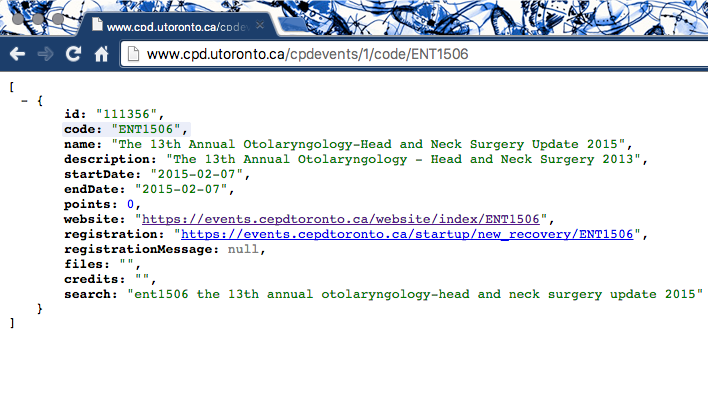 www.cpd.utoronto.ca/cpdev
www.cpd.utoronto.ca/cpdevents/1/code/ENT1506
[
– {
id: "111356",
code: "ENT1506",
name: "The 13th Annual Otolaryngology-Head and Neck Surgery Update 2015",
description: "The 13th Annual Otolaryngology - Head and Neck Surgery 2013",
startDate: "2015-02-07",
endDate: "2015-02-07",
points: 0,
website: "https://events.cepdtoronto.ca/website/index/ENT1506",
registration: "https://events.cepdtoronto.ca/startup/new_recovery/ENT1506",
registrationMessage: null,
files: "",
credits: "",
search: "ent1506 the 13th annual otolaryngology-head and neck surgery update 2015"
}
]